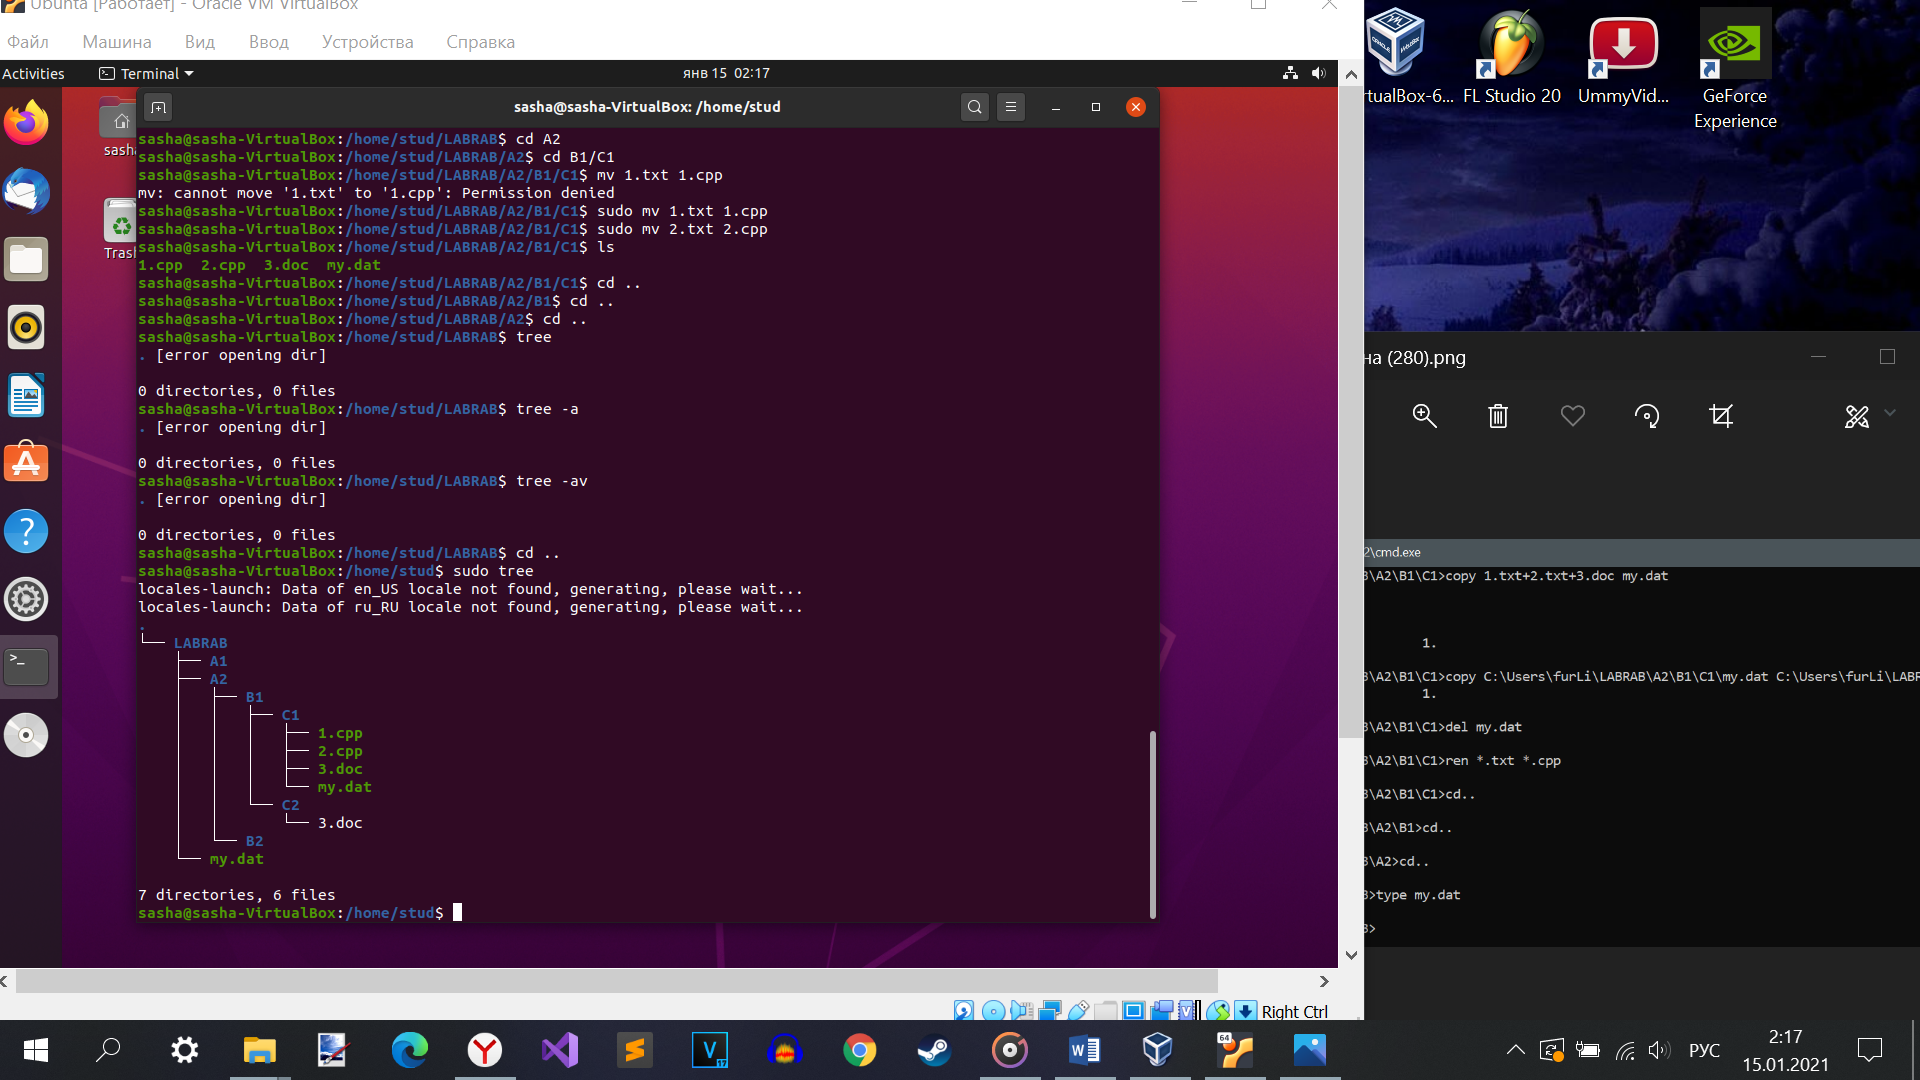 Ubunta [Работает] - Oracle VM VirtualBox
Файл Машина Вид Ввод Устройства Справка
Activities Terminal янв 15 02:17
sasha@sasha-VirtualBox: /home/stud
sasha@sasha-VirtualBox:/home/stud/LABRAB$ cd A2
sasha@sasha-VirtualBox:/home/stud/LABRAB/A2$ cd B1/C1
sasha@sasha-VirtualBox:/home/stud/LABRAB/A2/B1/C1$ mv 1.txt 1.cpp
mv: cannot move '1.txt' to '1.cpp': Permission denied
sasha@sasha-VirtualBox:/home/stud/LABRAB/A2/B1/C1$ sudo mv 1.txt 1.cpp
sasha@sasha-VirtualBox:/home/stud/LABRAB/A2/B1/C1$ sudo mv 2.txt 2.cpp
sasha@sasha-VirtualBox:/home/stud/LABRAB/A2/B1/C1$ ls
1.cpp 2.cpp 3.doc my.dat
sasha@sasha-VirtualBox:/home/stud/LABRAB/A2/B1/C1$ cd ..
sasha@sasha-VirtualBox:/home/stud/LABRAB/A2/B1$ cd ..
sasha@sasha-VirtualBox:/home/stud/LABRAB/A2$ cd ..
sasha@sasha-VirtualBox:/home/stud/LABRAB$ tree
. [error opening dir]
0 directories, 0 files
sasha@sasha-VirtualBox:/home/stud/LABRAB$ tree -a
. [error opening dir]
0 directories, 0 files
sasha@sasha-VirtualBox:/home/stud/LABRAB$ tree -av
. [error opening dir]
0 directories, 0 files
sasha@sasha-VirtualBox:/home/stud/LABRAB$ cd ..
sasha@sasha-VirtualBox:/home/stud$ sudo tree
locales-launch: Data of en_US locale not found, generating, please wait...
locales-launch: Data of ru_RU locale not found, generating, please wait...
.
└── LABRAB
├── A1
├── A2
├── B1
├── C1
├── 1.cpp
├── 2.cpp
├── 3.doc
└── my.dat
└── C2
└── 3.doc
└── B2
└── my.dat
7 directories, 6 files
sasha@sasha-VirtualBox:/home/stud$
sasha
Trash
rtualBox-6...
FL Studio 20
UmmyVid...
GeForce
Experience
на (280).png
2\cmd.exe
B\A2\B1\C1>copy 1.txt+2.txt+3.doc my.dat
1.
B\A2\B1\C1>copy C:\Users\furLi\LABRAB\A2\B1\C1\my.dat C:\Users\furLi\LABR
1.
B\A2\B1\C1>del my.dat
B\A2\B1\C1>ren *.txt *.cpp
B\A2\B1\C1>cd..
B\A2\B1>cd..
B\A2>cd..
B>type my.dat
B>
Right Ctrl
РУС
2:17
15.01.2021